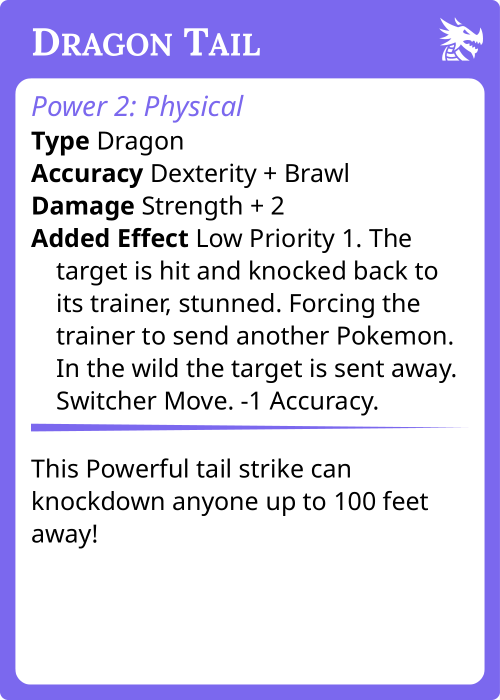 Dragon Tail
Power 2: Physical
Type Dragon
Accuracy Dexterity + Brawl
Damage Strength + 2
Added Effect Low Priority 1. The
target is hit and knocked back to
its trainer, stunned. Forcing the
trainer to send another Pokemon.
In the wild the target is sent away.
Switcher Move. -1 Accuracy.
This Powerful tail strike can
knockdown anyone up to 100 feet
away!